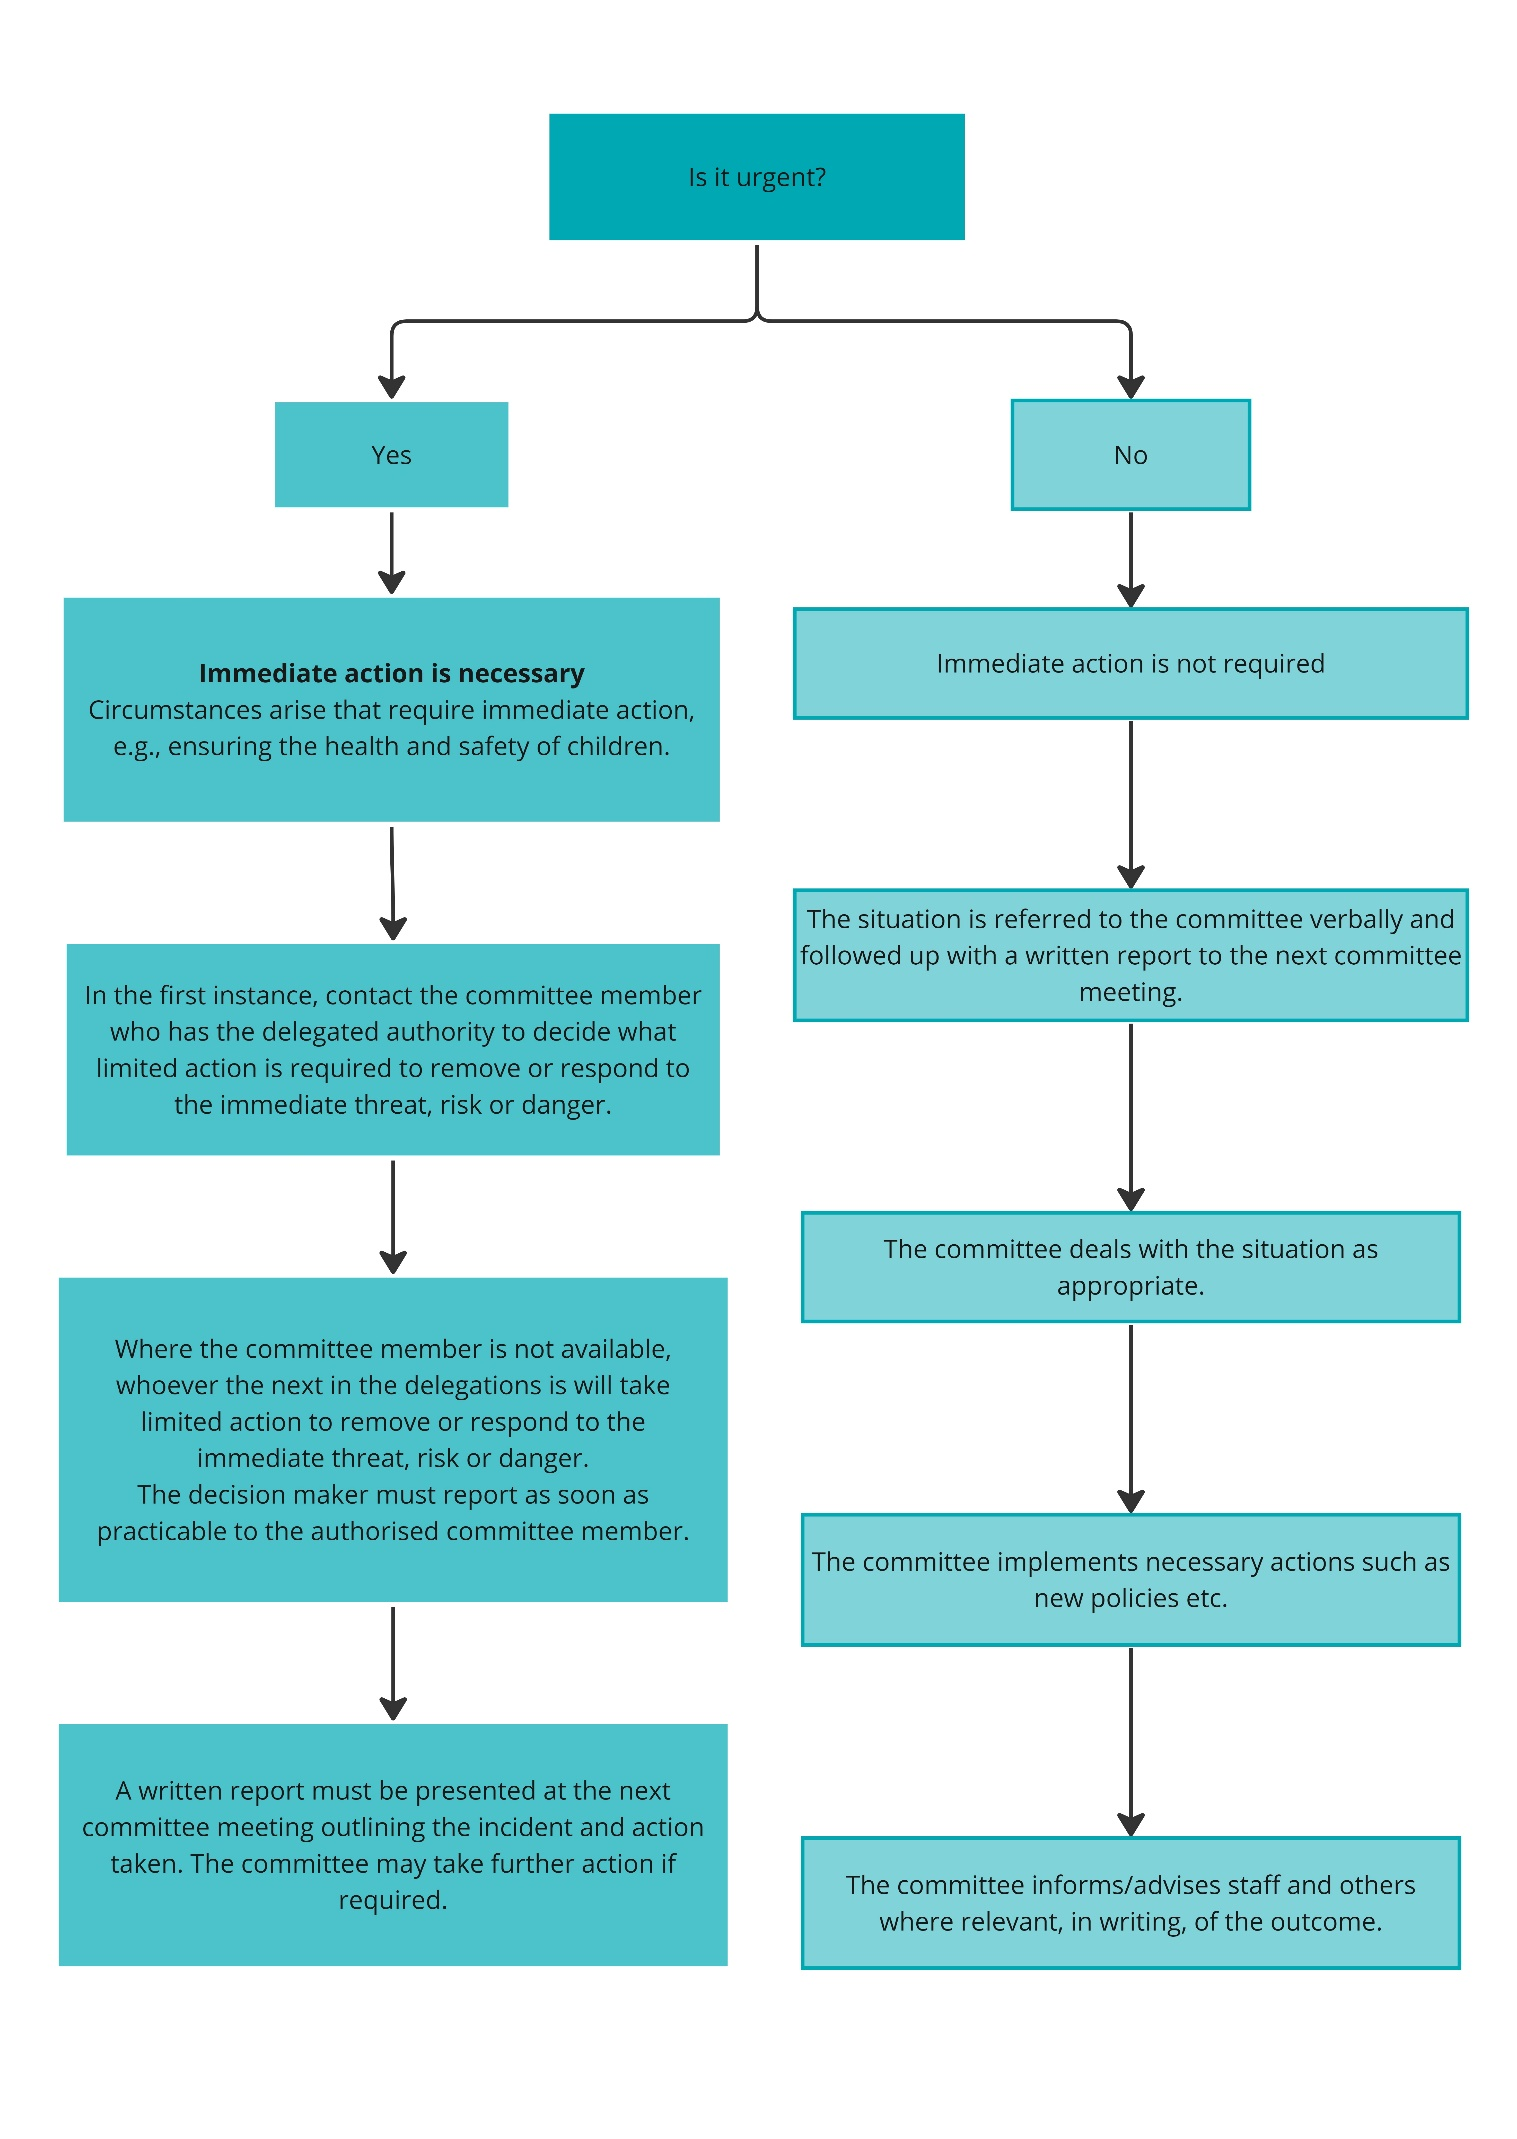 Is it urgent?
Yes
Immediate action is necessary
Circumstances arise that require immediate action,
e.g., ensuring the health and safety of children.
In the first instance, contact the committee member
who has the delegated authority to decide what
limited action is required to remove or respond to
the immediate threat, risk or danger.
Where the committee member is not available,
whoever the next in the delegations is will take
limited action to remove or respond to the
immediate threat, risk or danger.
The decision maker must report as soon as
practicable to the authorised committee member.
A written report must be presented at the next
committee meeting outlining the incident and action
taken. The committee may take further action if
required.
No
Immediate action is not required
The situation is referred to the committee verbally and
followed up with a written report to the next committee
meeting.
The committee deals with the situation as
appropriate.
The committee implements necessary actions such as
new policies etc.
The committee informs/advises staff and others
where relevant, in writing, of the outcome.